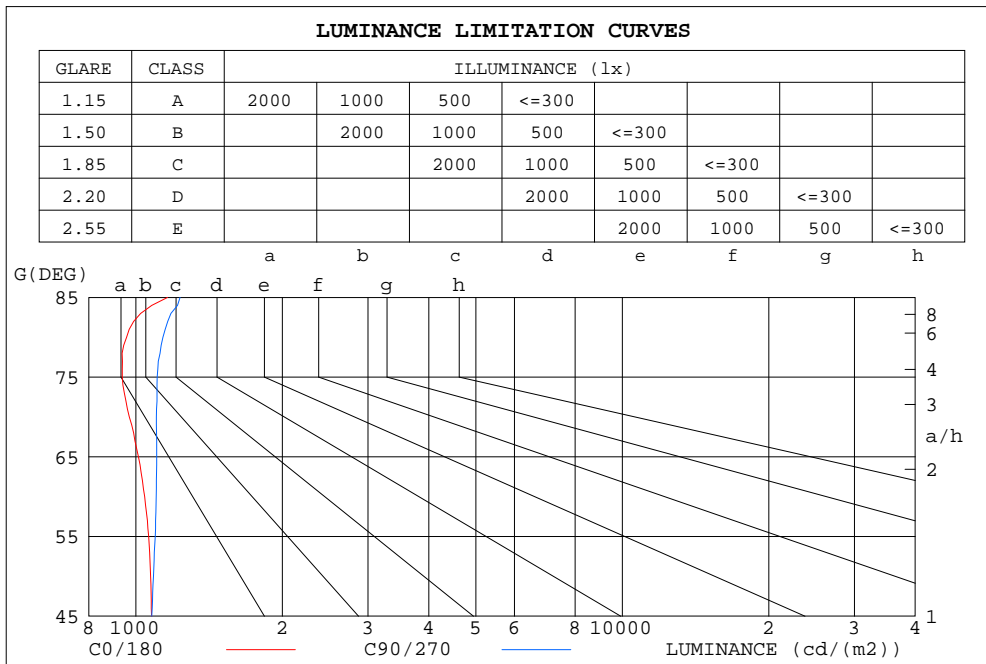 LUMINANCE LIMITATION CURVES
GLARE CLASS ILLUMINANCE (lx)
1.15 A 2000 1000 500 <=300
1.50 B 2000 1000 500 <=300
1.85 C 2000 1000 500 <=300
2.20 D 2000 1000 500 <=300
2.55 E 2000 1000 500 <=300
a b c d e f g h
G(DEG)
a b c d e f g h
85
8
6
75 4
3
a/h
65
2
55
45 1
8 1000 2 3 4 5 6 8 10000 2 3 4
C0/180 C90/270 LUMINANCE (cd/(m2))